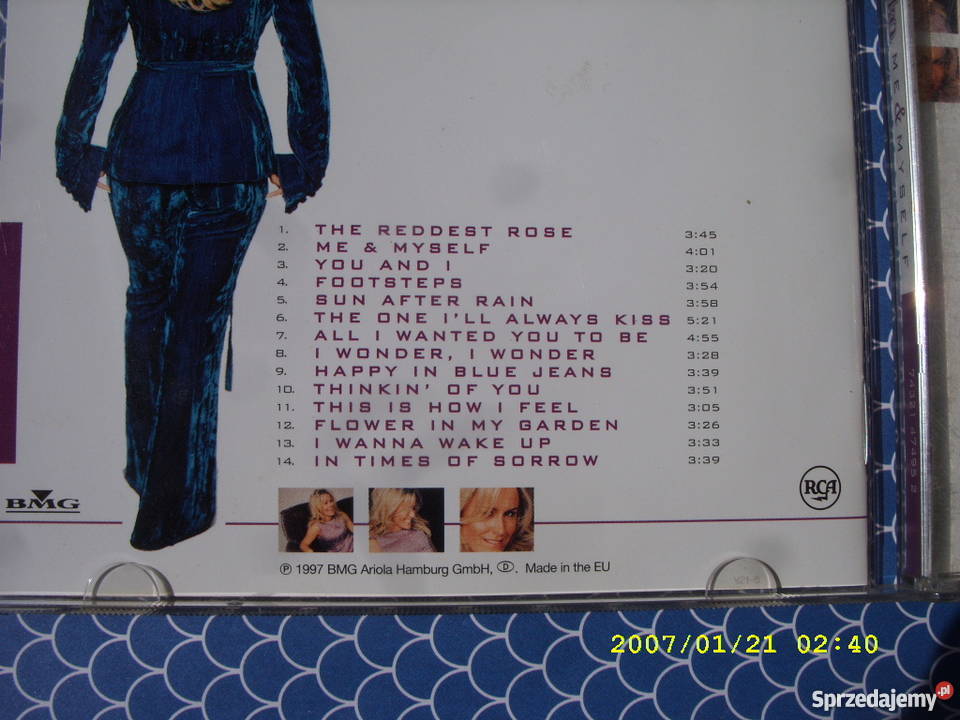 1. THE REDDEST ROSE 3:45
2. ME & MYSELF 4:01
3. YOU AND I 3:20
4. FOOTSTEPS 3:54
5. SUN AFTER RAIN 3:58
6. THE ONE I'LL ALWAYS KISS 5:21
7. ALL I WANTED YOU TO BE 4:55
8. I WONDER, I WONDER 3:28
9. HAPPY IN BLUE JEANS 3:39
10. THINKIN' OF YOU 3:51
11. THIS IS HOW I FEEL 3:05
12. FLOWER IN MY GARDEN 3:26
13. I WANNA WAKE UP 3:33
14. IN TIMES OF SORROW 3:39
BMG
RCA
℗ 1997 BMG Ariola Hamburg GmbH, D. Made in the EU
ME & MYSELF
74321 47495 2
2007/01/21 02:40
Sprzedajemy.pl